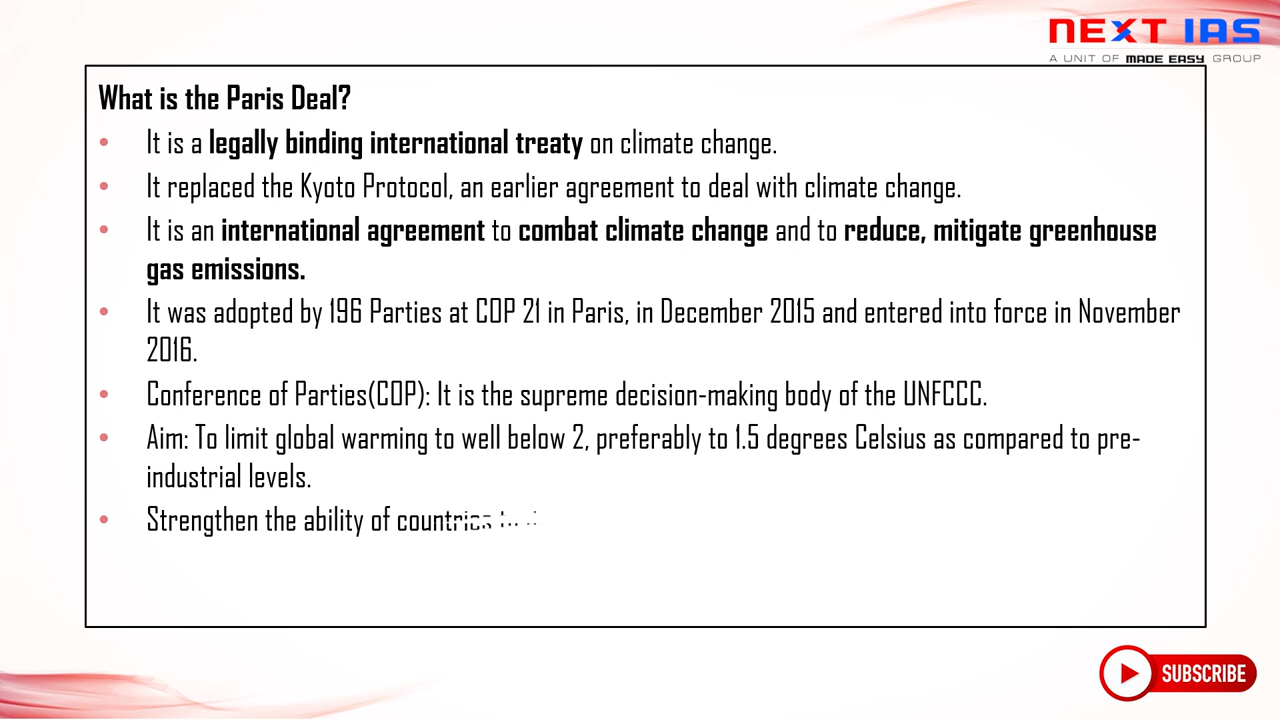 NEXT IAS
A UNIT OF MADE EASY GROUP
What is the Paris Deal?
• It is a legally binding international treaty on climate change.
• It replaced the Kyoto Protocol, an earlier agreement to deal with climate change.
• It is an international agreement to combat climate change and to reduce, mitigate greenhouse
gas emissions.
• It was adopted by 196 Parties at COP 21 in Paris, in December 2015 and entered into force in November
2016.
• Conference of Parties(COP): It is the supreme decision-making body of the UNFCCC.
• Aim: To limit global warming to well below 2, preferably to 1.5 degrees Celsius as compared to pre-
industrial levels.
• Strengthen the ability of countries
SUBSCRIBE